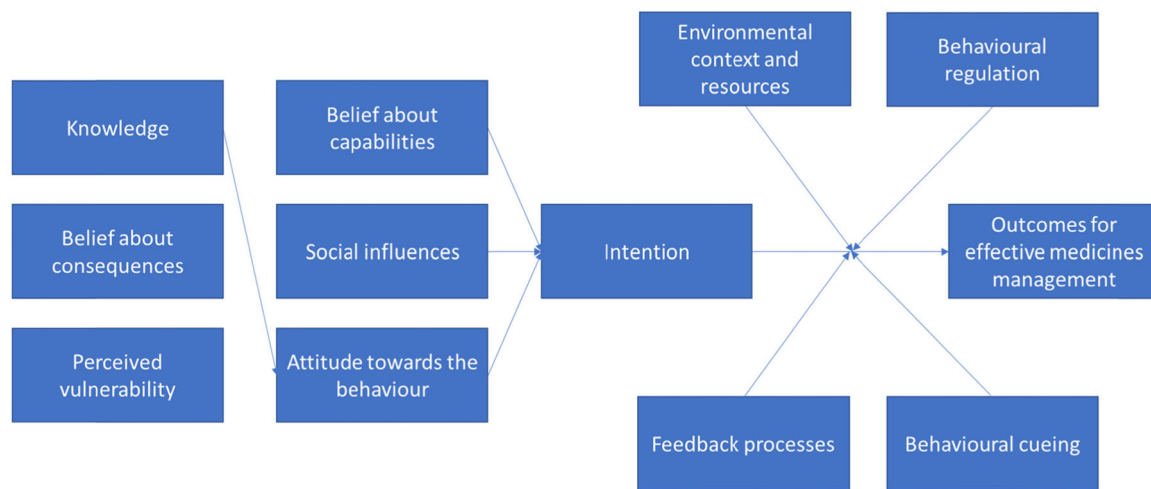 Knowledge
Belief about
consequences
Perceived
vulnerability
Belief about
capabilities
Social influences
Attitude towards the
behaviour
Intention
Environmental
context and
resources
Behavioural
regulation
Outcomes for
effective medicines
management
Feedback processes
Behavioural cueing